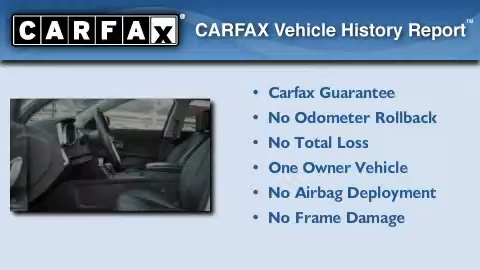 CARFAX® CARFAX Vehicle History Report™
• Carfax Guarantee
• No Odometer Rollback
• No Total Loss
• One Owner Vehicle
• No Airbag Deployment
• No Frame Damage